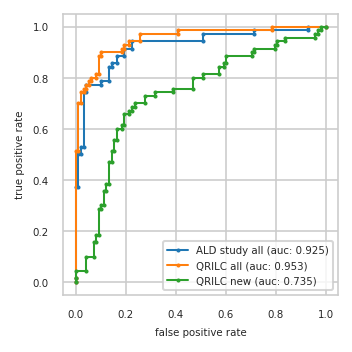 1.0
0.8
0.6
0.4
0.2
0.0
true positive rate
ALD study all (auc: 0.925)
QRILC all (auc: 0.953)
QRILC new (auc: 0.735)
0.0 0.2 0.4 0.6 0.8 1.0
false positive rate